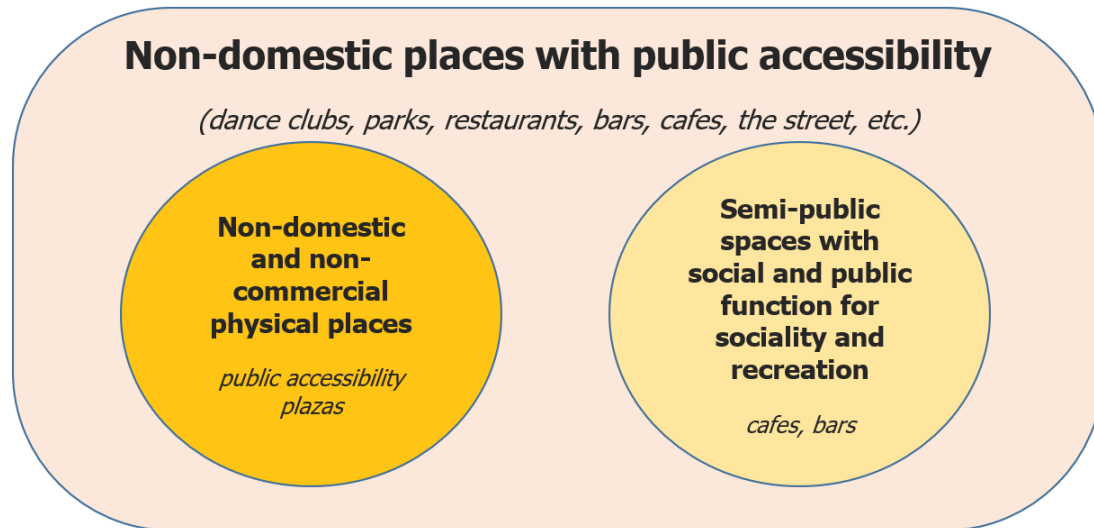 Non-domestic places with public accessibility
(dance clubs, parks, restaurants, bars, cafes, the street, etc.)
Non-domestic
and non-
commercial
physical places
public accessibility
plazas
Semi-public
spaces with
social and public
function for
sociality and
recreation
cafes, bars